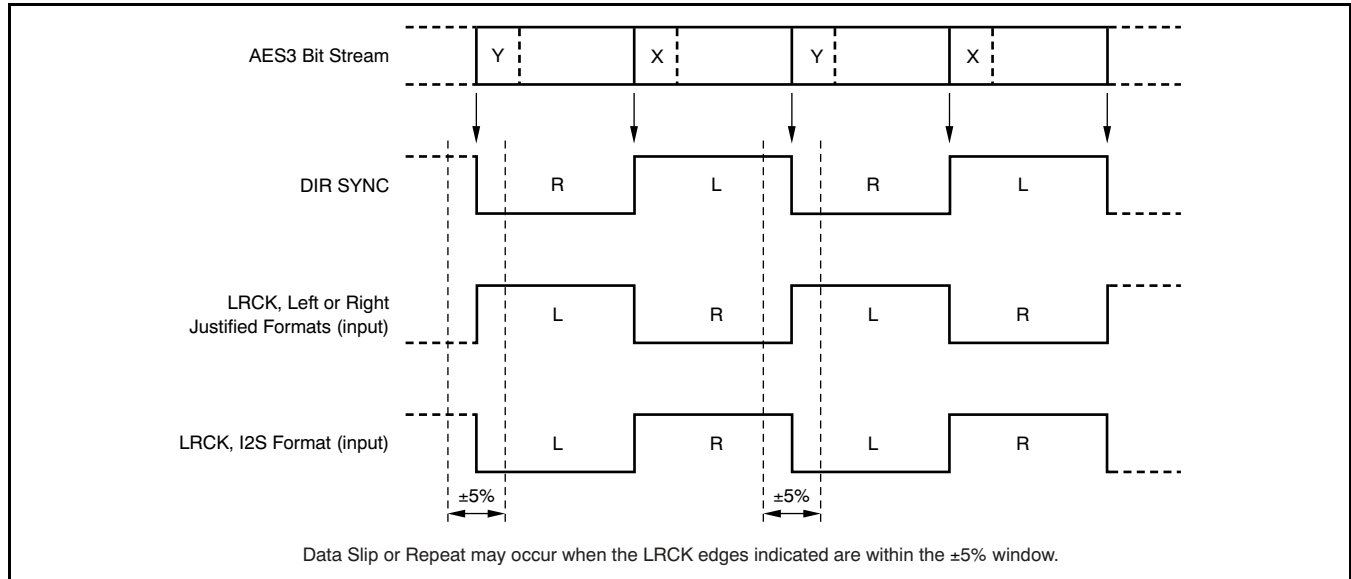 AES3 Bit Stream
Y
X
Y
X
DIR SYNC
R
L
R
L
LRCK, Left or Right
Justified Formats (input)
L
R
L
R
LRCK, I2S Format (input)
L
R
L
R
±5%
±5%
Data Slip or Repeat may occur when the LRCK edges indicated are within the ±5% window.